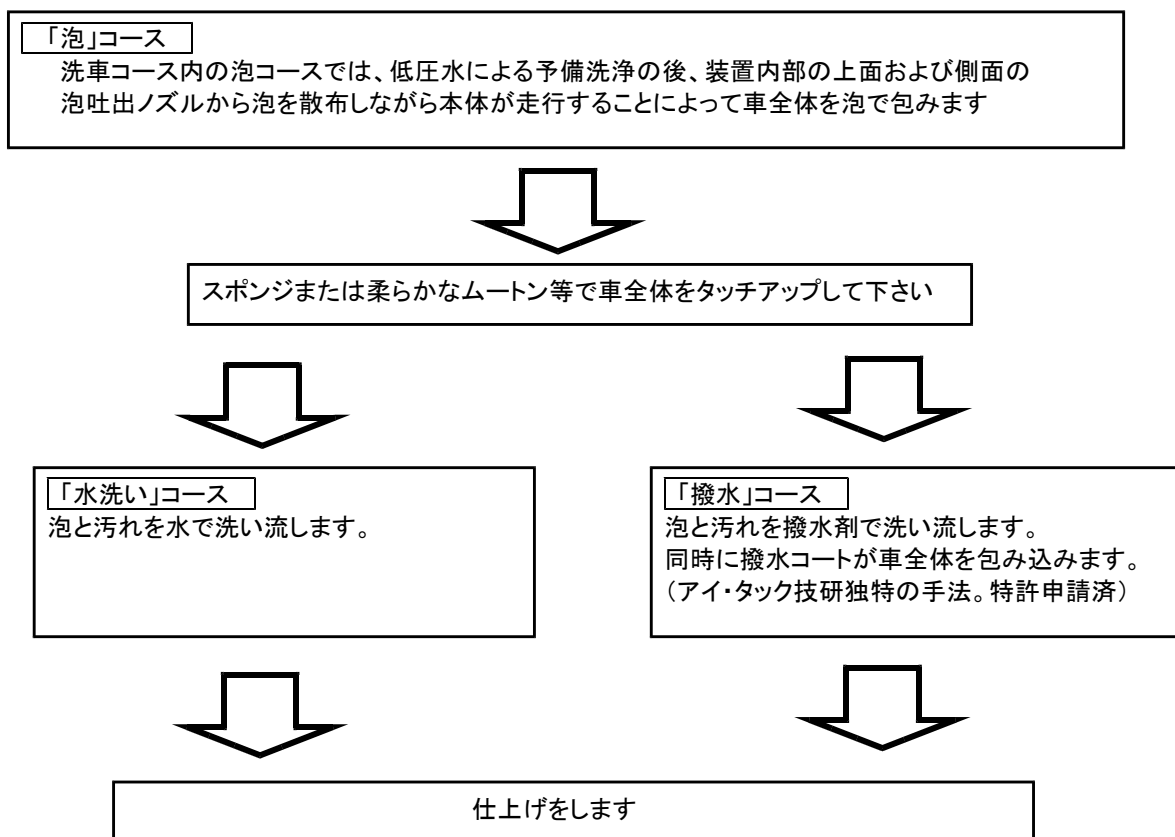 「泡」コース
洗車コース内の泡コースでは、低圧水による予備洗浄の後、装置内部の上面および側面の
泡吐出ノズルから泡を散布しながら本体が走行することによって車全体を泡で包みます
スポンジまたは柔らかなムートン等で車全体をタッチアップして下さい
「水洗い」コース
泡と汚れを水で洗い流します。
「撥水」コース
泡と汚れを撥水剤で洗い流します。
同時に撥水コートが車全体を包み込みます。
（アイ・タック技研独特の手法。特許申請済）
仕上げをします